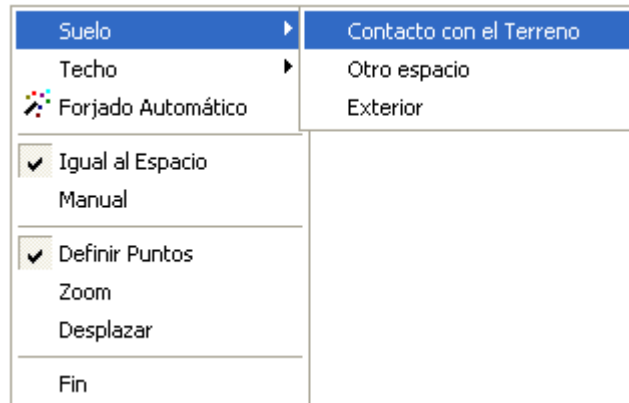 Suelo
Techo
Forjado Automático
Igual al Espacio
Manual
Definir Puntos
Zoom
Desplazar
Fin
Contacto con el Terreno
Otro espacio
Exterior